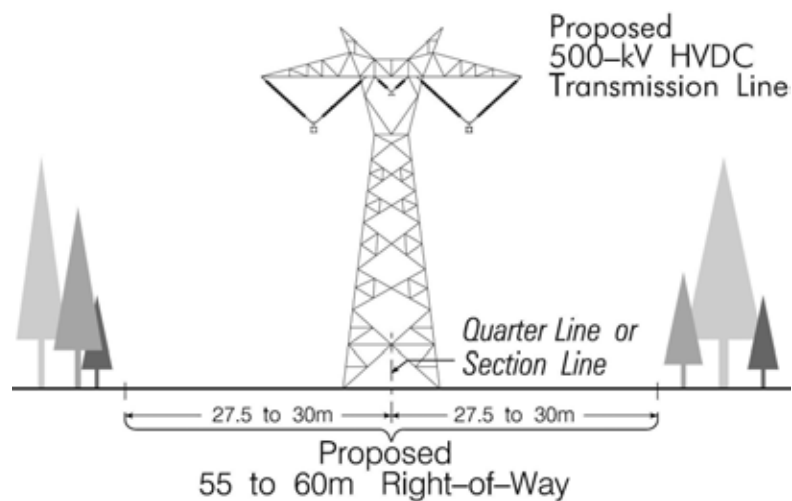 Proposed
500–kV HVDC
Transmission Line
Quarter Line or
Section Line
27.5 to 30m
27.5 to 30m
Proposed
55 to 60m Right–of–Way